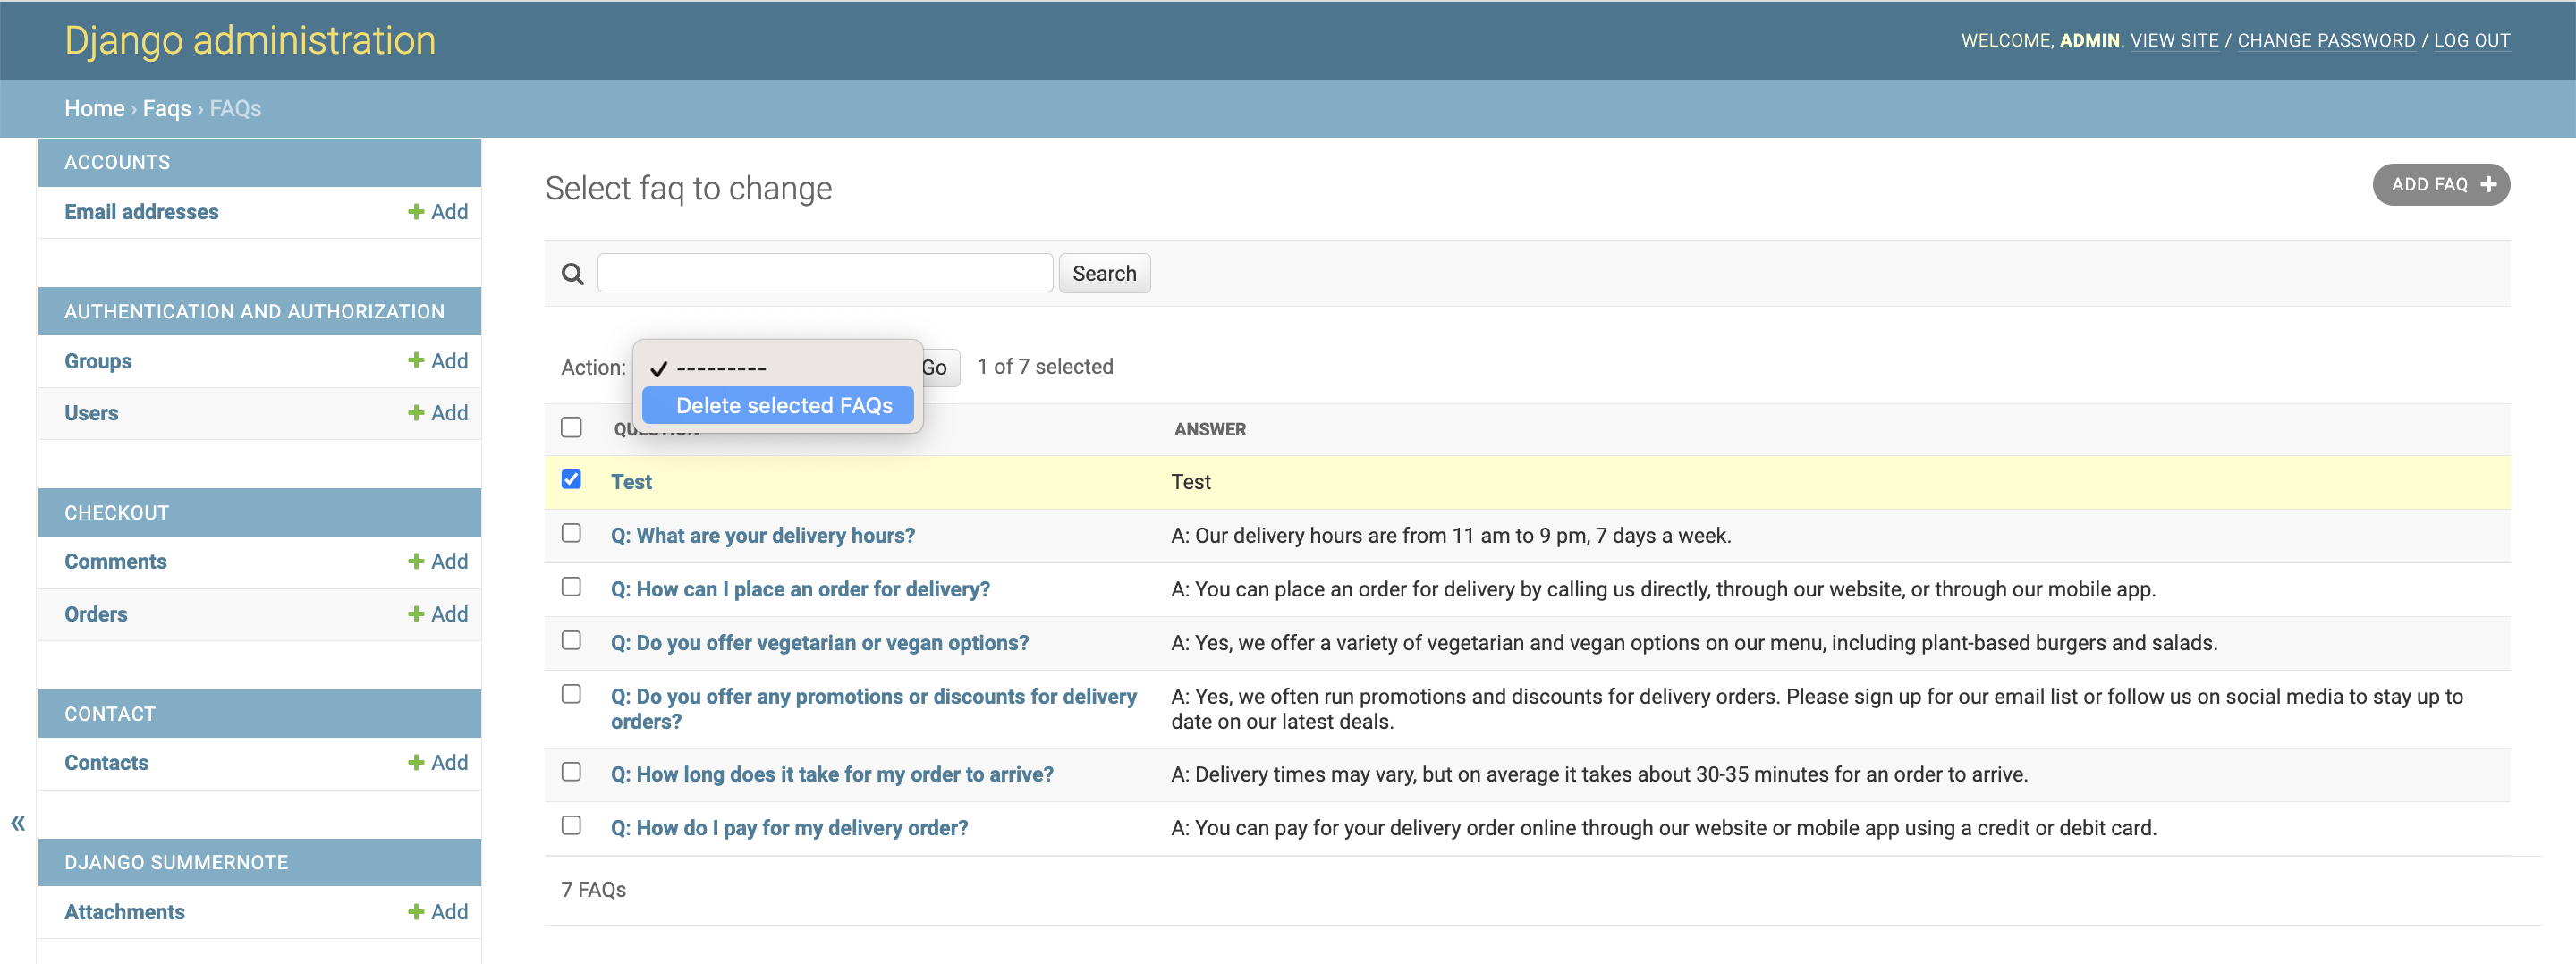 Django administration
WELCOME, ADMIN. VIEW SITE / CHANGE PASSWORD / LOG OUT
Home › Faqs › FAQs
ACCOUNTS
Email addresses
Add
AUTHENTICATION AND AUTHORIZATION
Groups
Add
Users
Add
CHECKOUT
Comments
Add
Orders
Add
CONTACT
Contacts
Add
«
DJANGO SUMMERNOTE
Attachments
Add
Select faq to change
ADD FAQ
Search
Action:
---------
Delete selected FAQs
Go
1 of 7 selected
QUESTION
ANSWER
Test
Test
Q: What are your delivery hours?
A: Our delivery hours are from 11 am to 9 pm, 7 days a week.
Q: How can I place an order for delivery?
A: You can place an order for delivery by calling us directly, through our website, or through our mobile app.
Q: Do you offer vegetarian or vegan options?
A: Yes, we offer a variety of vegetarian and vegan options on our menu, including plant-based burgers and salads.
Q: Do you offer any promotions or discounts for delivery
orders?
A: Yes, we often run promotions and discounts for delivery orders. Please sign up for our email list or follow us on social media to stay up to
date on our latest deals.
Q: How long does it take for my order to arrive?
A: Delivery times may vary, but on average it takes about 30-35 minutes for an order to arrive.
Q: How do I pay for my delivery order?
A: You can pay for your delivery order online through our website or mobile app using a credit or debit card.
7 FAQs